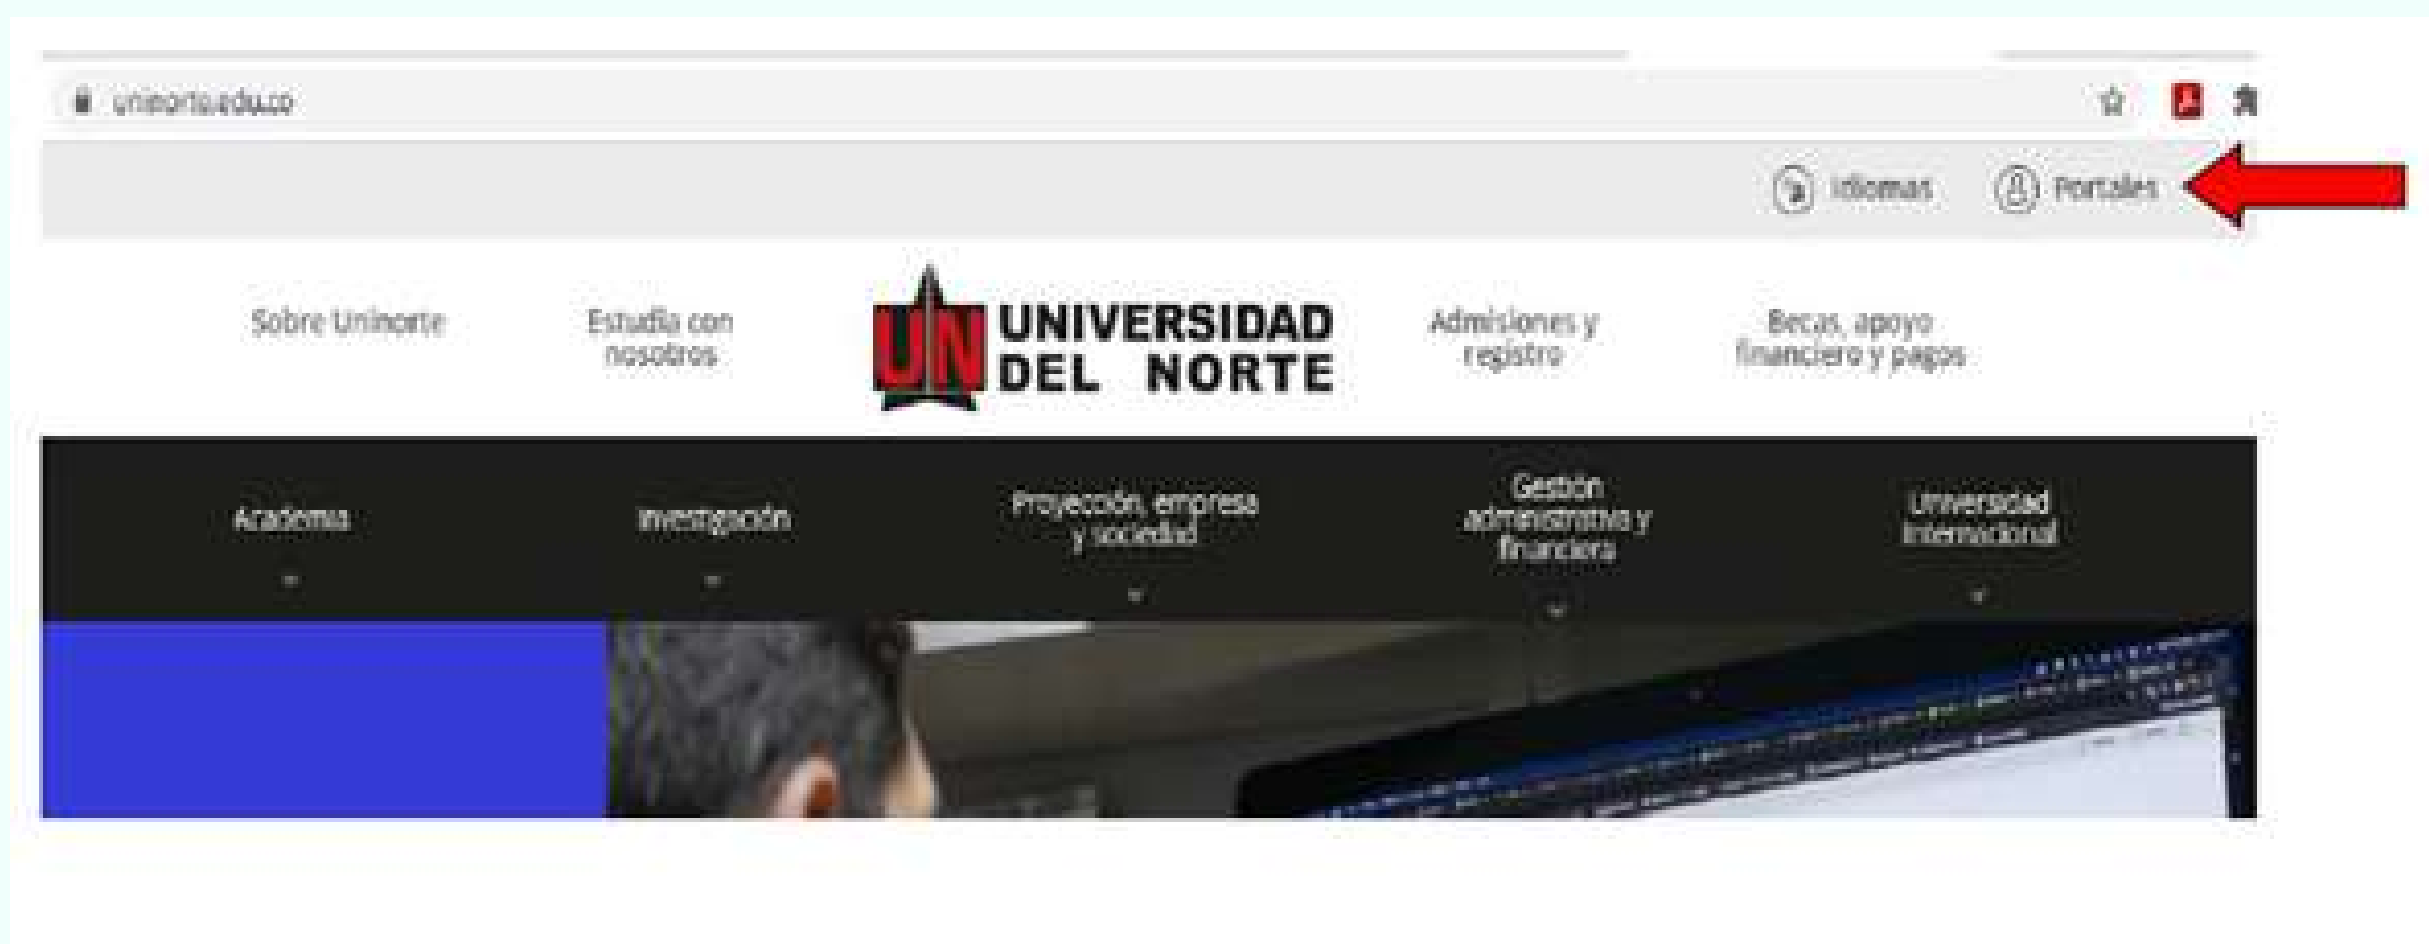 uninorte.edu.co
Idiomas
Portales
Sobre Uninorte
Estudia con
nosotros
UN
UNIVERSIDAD
DEL NORTE
Admisiones y
registro
Becas, apoyo
financiero y pagos
Academia
Investigación
Proyección, empresa
y sociedad
Gestión
administrativa y
financiera
Universidad
Internacional